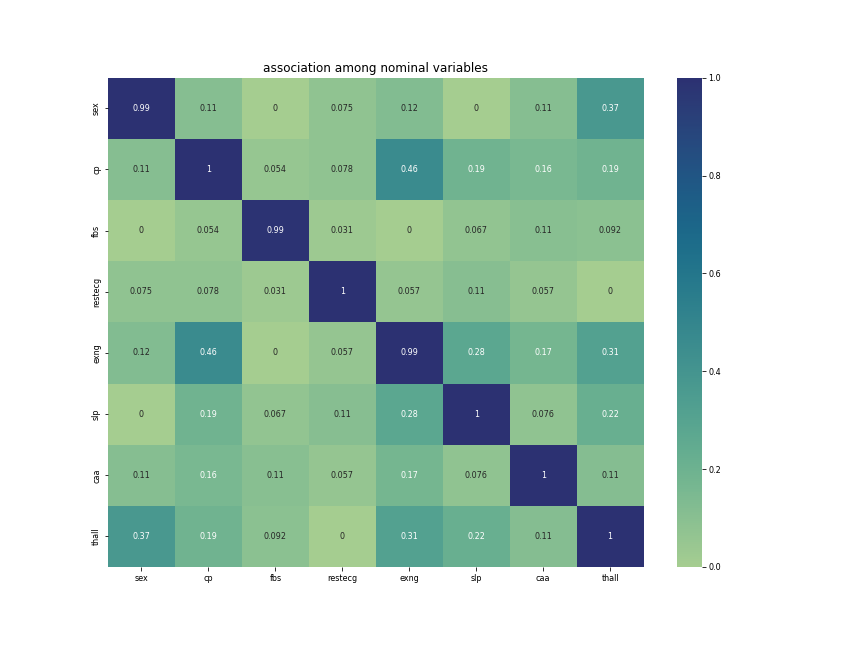 association among nominal variables
sex 0.99 0.11 0 0.075 0.12 0 0.11 0.37
cp 0.11 1 0.054 0.078 0.46 0.19 0.16 0.19
fbs 0 0.054 0.99 0.031 0 0.067 0.11 0.092
restecg 0.075 0.078 0.031 1 0.057 0.11 0.057 0
exng 0.12 0.46 0 0.057 0.99 0.28 0.17 0.31
slp 0 0.19 0.067 0.11 0.28 1 0.076 0.22
caa 0.11 0.16 0.11 0.057 0.17 0.076 1 0.11
thall 0.37 0.19 0.092 0 0.31 0.22 0.11 1
sex cp fbs restecg exng slp caa thall
1.0
0.8
0.6
0.4
0.2
0.0